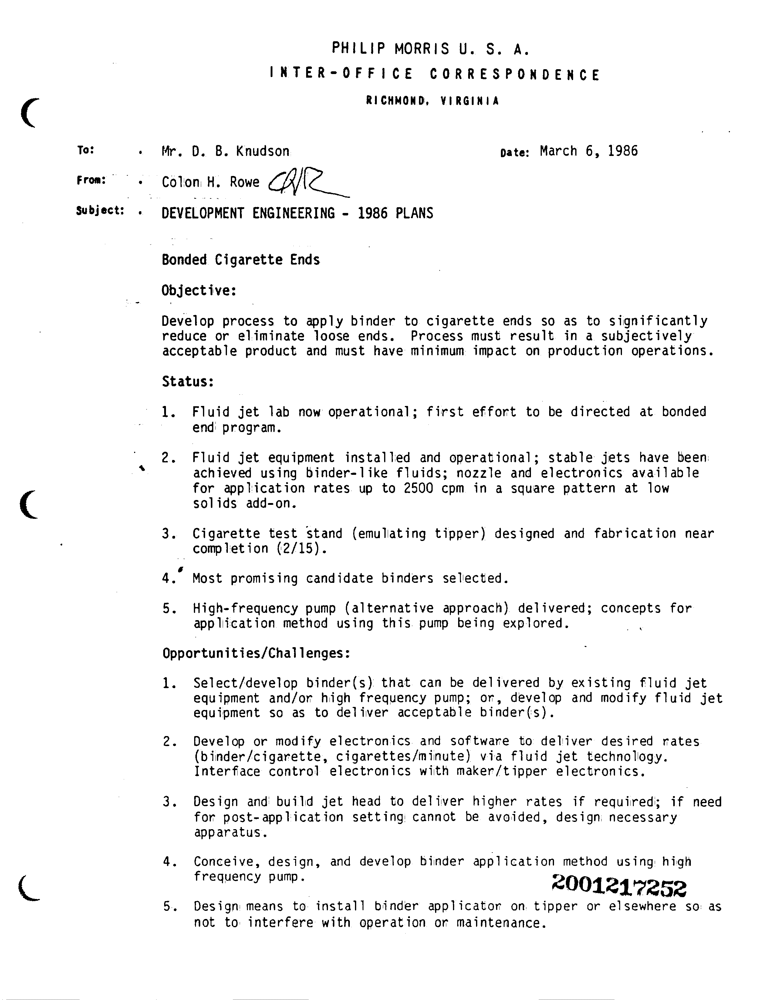 PHILIP MORRIS U. S. A.
INTER-OFFICE CORRESPONDENCE
RICHMOND, VIRGINIA
To: . Mr. D. B. Knudson Date: March 6, 1986
From: . Colon H. Rowe CHR
Subject: . DEVELOPMENT ENGINEERING - 1986 PLANS
Bonded Cigarette Ends
Objective:
Develop process to apply binder to cigarette ends so as to significantly
reduce or eliminate loose ends. Process must result in a subjectively
acceptable product and must have minimum impact on production operations.
Status:
1. Fluid jet lab now operational; first effort to be directed at bonded
end program.
2. Fluid jet equipment installed and operational; stable jets have been
achieved using binder-like fluids; nozzle and electronics available
for application rates up to 2500 cpm in a square pattern at low
solids add-on.
3. Cigarette test stand (emulating tipper) designed and fabrication near
completion (2/15).
4. Most promising candidate binders selected.
5. High-frequency pump (alternative approach) delivered; concepts for
application method using this pump being explored.
Opportunities/Challenges:
1. Select/develop binder(s) that can be delivered by existing fluid jet
equipment and/or high frequency pump; or, develop and modify fluid jet
equipment so as to deliver acceptable binder(s).
2. Develop or modify electronics and software to deliver desired rates
(binder/cigarette, cigarettes/minute) via fluid jet technology.
Interface control electronics with maker/tipper electronics.
3. Design and build jet head to deliver higher rates if required; if need
for post-application setting cannot be avoided, design necessary
apparatus.
4. Conceive, design, and develop binder application method using high
frequency pump.
2001217252
5. Design means to install binder applicator on tipper or elsewhere so as
not to interfere with operation or maintenance.